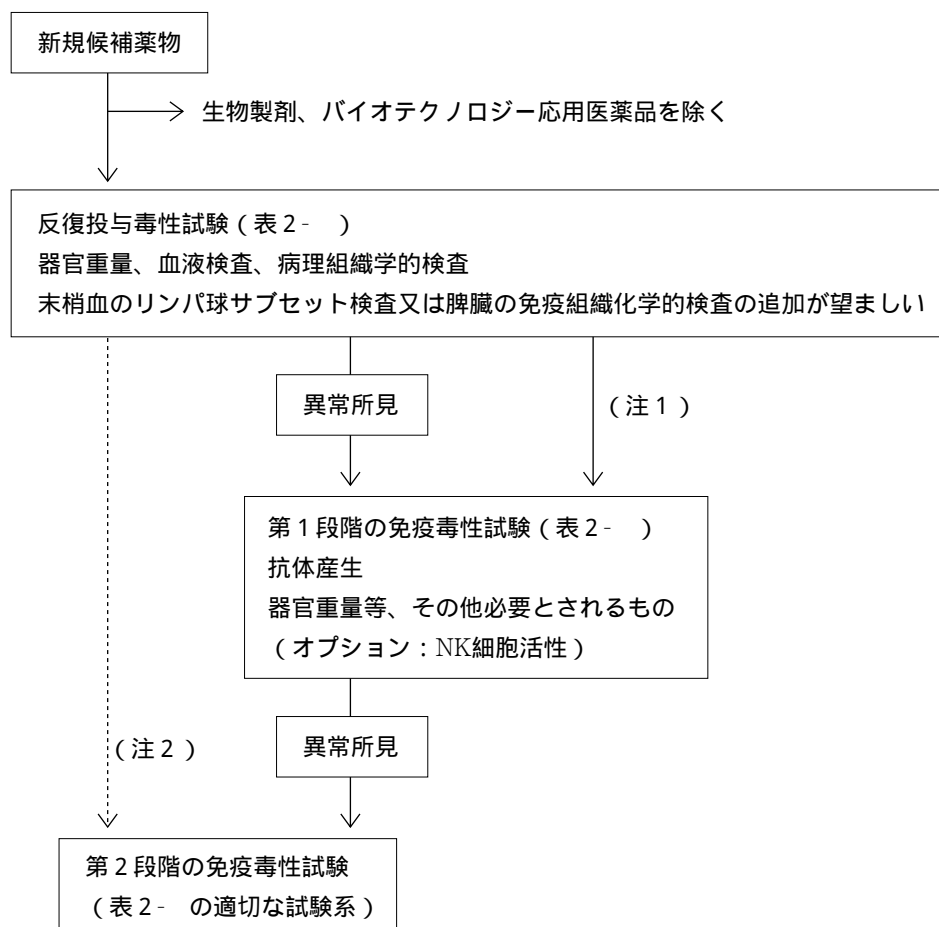 新規候補薬物
生物製剤、バイオテクノロジー応用医薬品を除く
反復投与毒性試験（表2-　）
器官重量、血液検査、病理組織学的検査
末梢血のリンパ球サブセット検査又は脾臓の免疫組織化学的検査の追加が望ましい
異常所見
（注1）
第1段階の免疫毒性試験（表2-　）
抗体産生
器官重量等、その他必要とされるもの
（オプション：NK細胞活性）
（注2）
異常所見
第2段階の免疫毒性試験
（表2-　の適切な試験系）